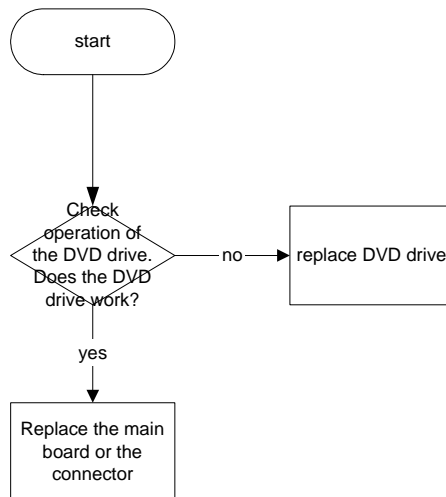 start
Check
operation of
the DVD drive.
Does the DVD
drive work?
no
replace DVD drive
yes
Replace the main
board or the
connector